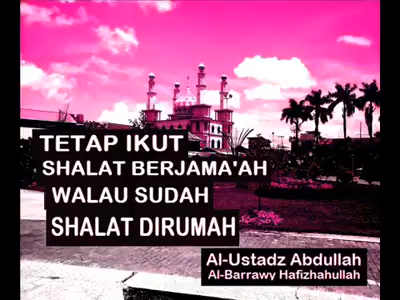 TETAP IKUT
SHALAT BERJAMA'AH
WALAU SUDAH
SHALAT DIRUMAH
Al-Ustadz Abdullah
Al-Barrawy Hafizhahullah